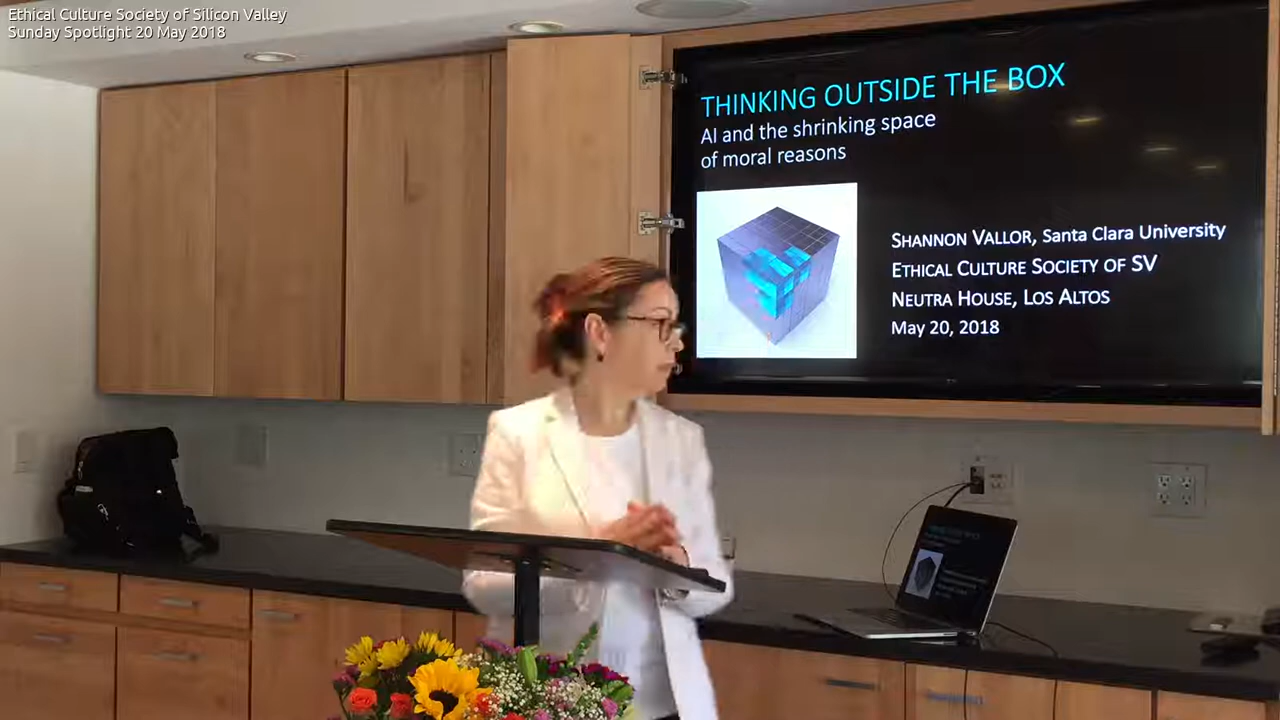 Ethical Culture Society of Silicon Valley
Sunday Spotlight 20 May 2018
THINKING OUTSIDE THE BOX
AI and the shrinking space
of moral reasons
SHANNON VALLOR, Santa Clara University
ETHICAL CULTURE SOCIETY OF SV
NEUTRA HOUSE, LOS ALTOS
May 20, 2018